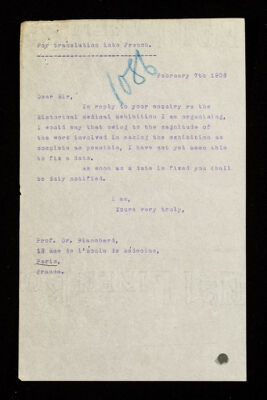 For translation into French.
1086
February 7th 1908
Dear Sir,
In reply to your enquiry re the
Historical Medical Exhibition I am organising,
I would say that owing to the magnitude of
the work involved in making the exhibition as
complete as possible, I have not yet been able
to fix a date.
As soon as a date is fixed you shall
be duly notified.
I am,
Yours very truly,
Prof. Dr. Blanchard,
15 Rue de l'Ecole de Médecine,
Paris,
France.